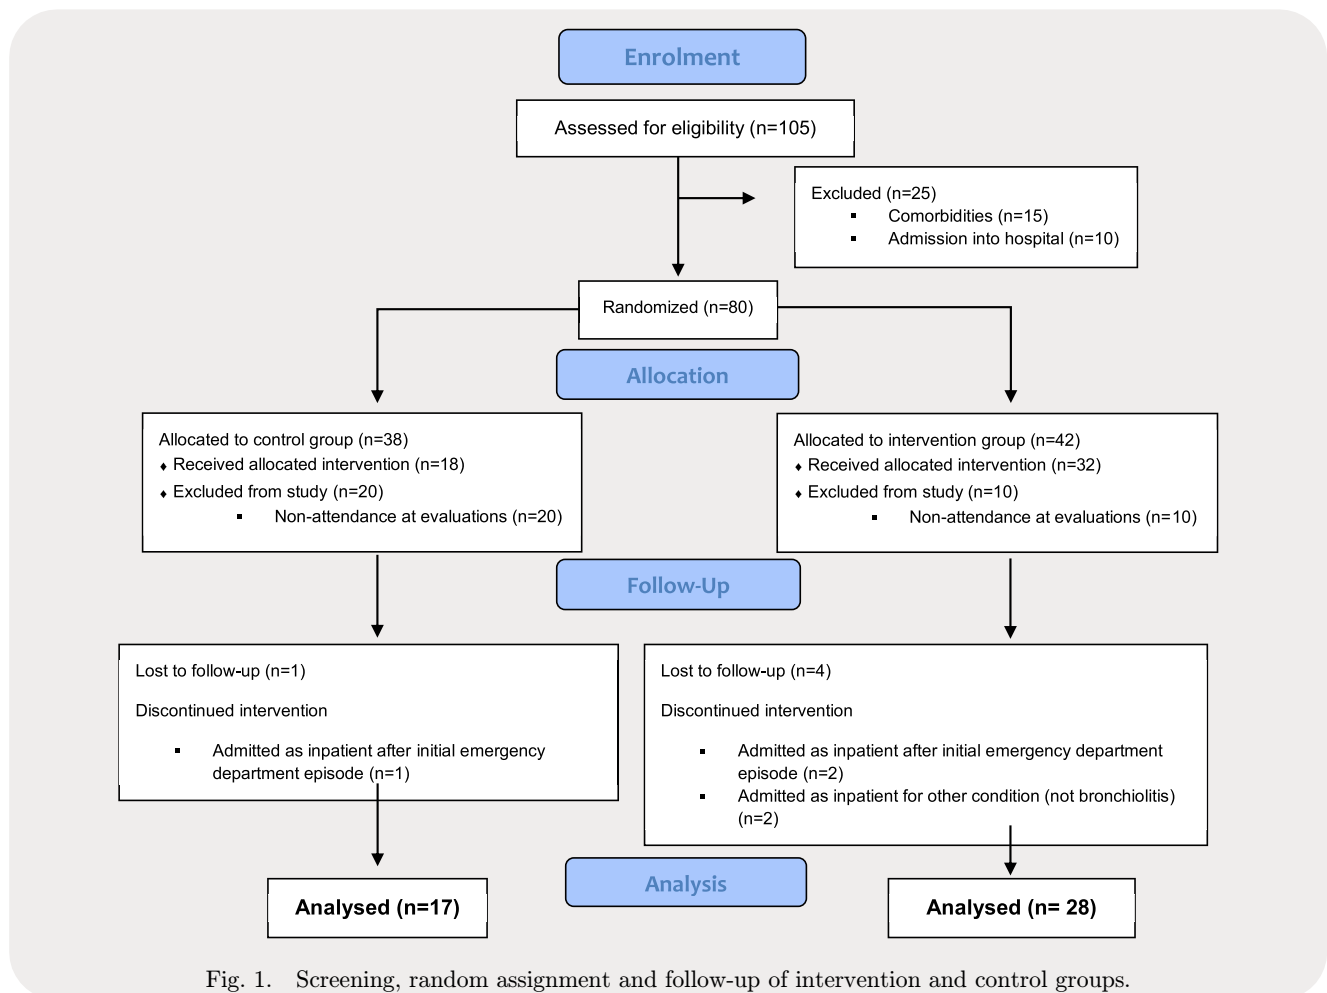 Enrolment
Assessed for eligibility (n=105)
Excluded (n=25)
▪ Comorbidities (n=15)
▪ Admission into hospital (n=10)
Randomized (n=80)
Allocation
Allocated to control group (n=38)
♦ Received allocated intervention (n=18)
♦ Excluded from study (n=20)
▪ Non-attendance at evaluations (n=20)
Allocated to intervention group (n=42)
♦ Received allocated intervention (n=32)
♦ Excluded from study (n=10)
▪ Non-attendance at evaluations (n=10)
Follow-Up
Lost to follow-up (n=1)
Discontinued intervention
▪ Admitted as inpatient after initial emergency
department episode (n=1)
Lost to follow-up (n=4)
Discontinued intervention
▪ Admitted as inpatient after initial emergency department
episode (n=2)
▪ Admitted as inpatient for other condition (not bronchiolitis)
(n=2)
Analysis
Analysed (n=17)
Analysed (n= 28)
Fig. 1. Screening, random assignment and follow-up of intervention and control groups.